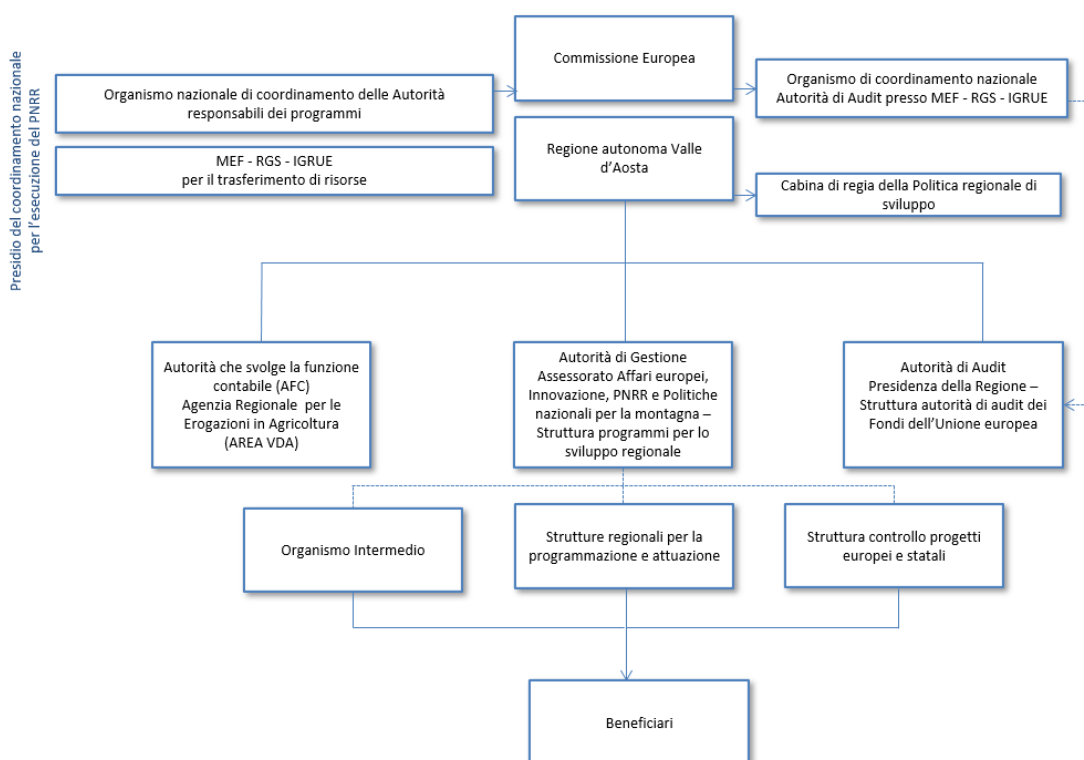 Presidio del coordinamento nazionale
per l'esecuzione del PNRR
Commissione Europea
Organismo nazionale di coordinamento delle Autorità
responsabili dei programmi
Organismo di coordinamento nazionale
Autorità di Audit presso MEF - RGS - IGRUE
MEF - RGS - IGRUE
per il trasferimento di risorse
Regione autonoma Valle
d’Aosta
Cabina di regia della Politica regionale di
sviluppo
Autorità che svolge la funzione
contabile (AFC)
Agenzia Regionale per le
Erogazioni in Agricoltura
(AREA VDA)
Autorità di Gestione
Assessorato Affari europei,
Innovazione, PNRR e Politiche
nazionali per la montagna –
Struttura programmi per lo
sviluppo regionale
Autorità di Audit
Presidenza della Regione –
Struttura autorità di audit dei
Fondi dell’Unione europea
Organismo Intermedio
Strutture regionali per la
programmazione e attuazione
Struttura controllo progetti
europei e statali
Beneficiari